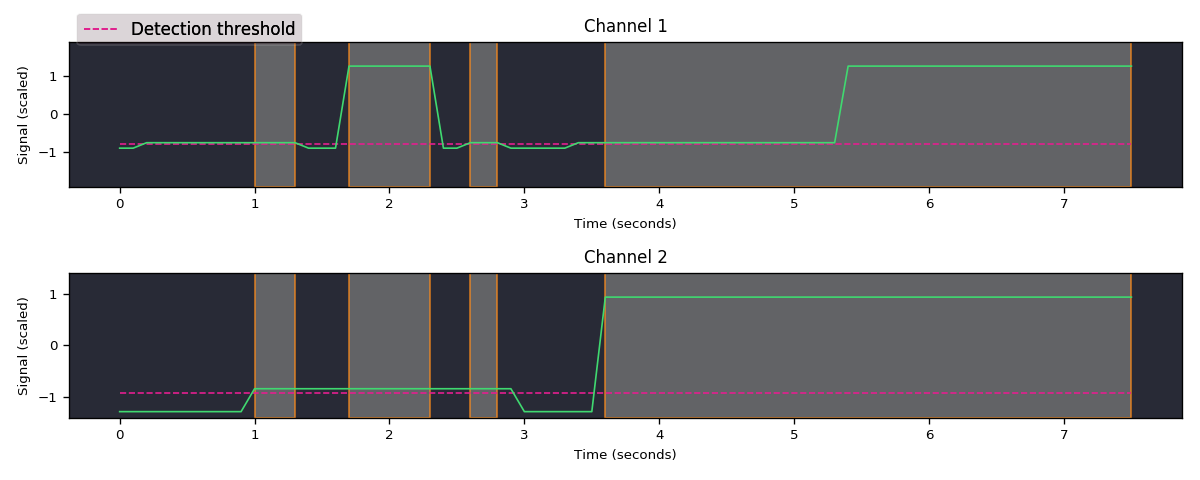 Detection threshold
Channel 1
Signal (scaled)
1
0
−1
0 1 2 3 4 5 6 7
Time (seconds)
Channel 2
Signal (scaled)
1
0
−1
0 1 2 3 4 5 6 7
Time (seconds)